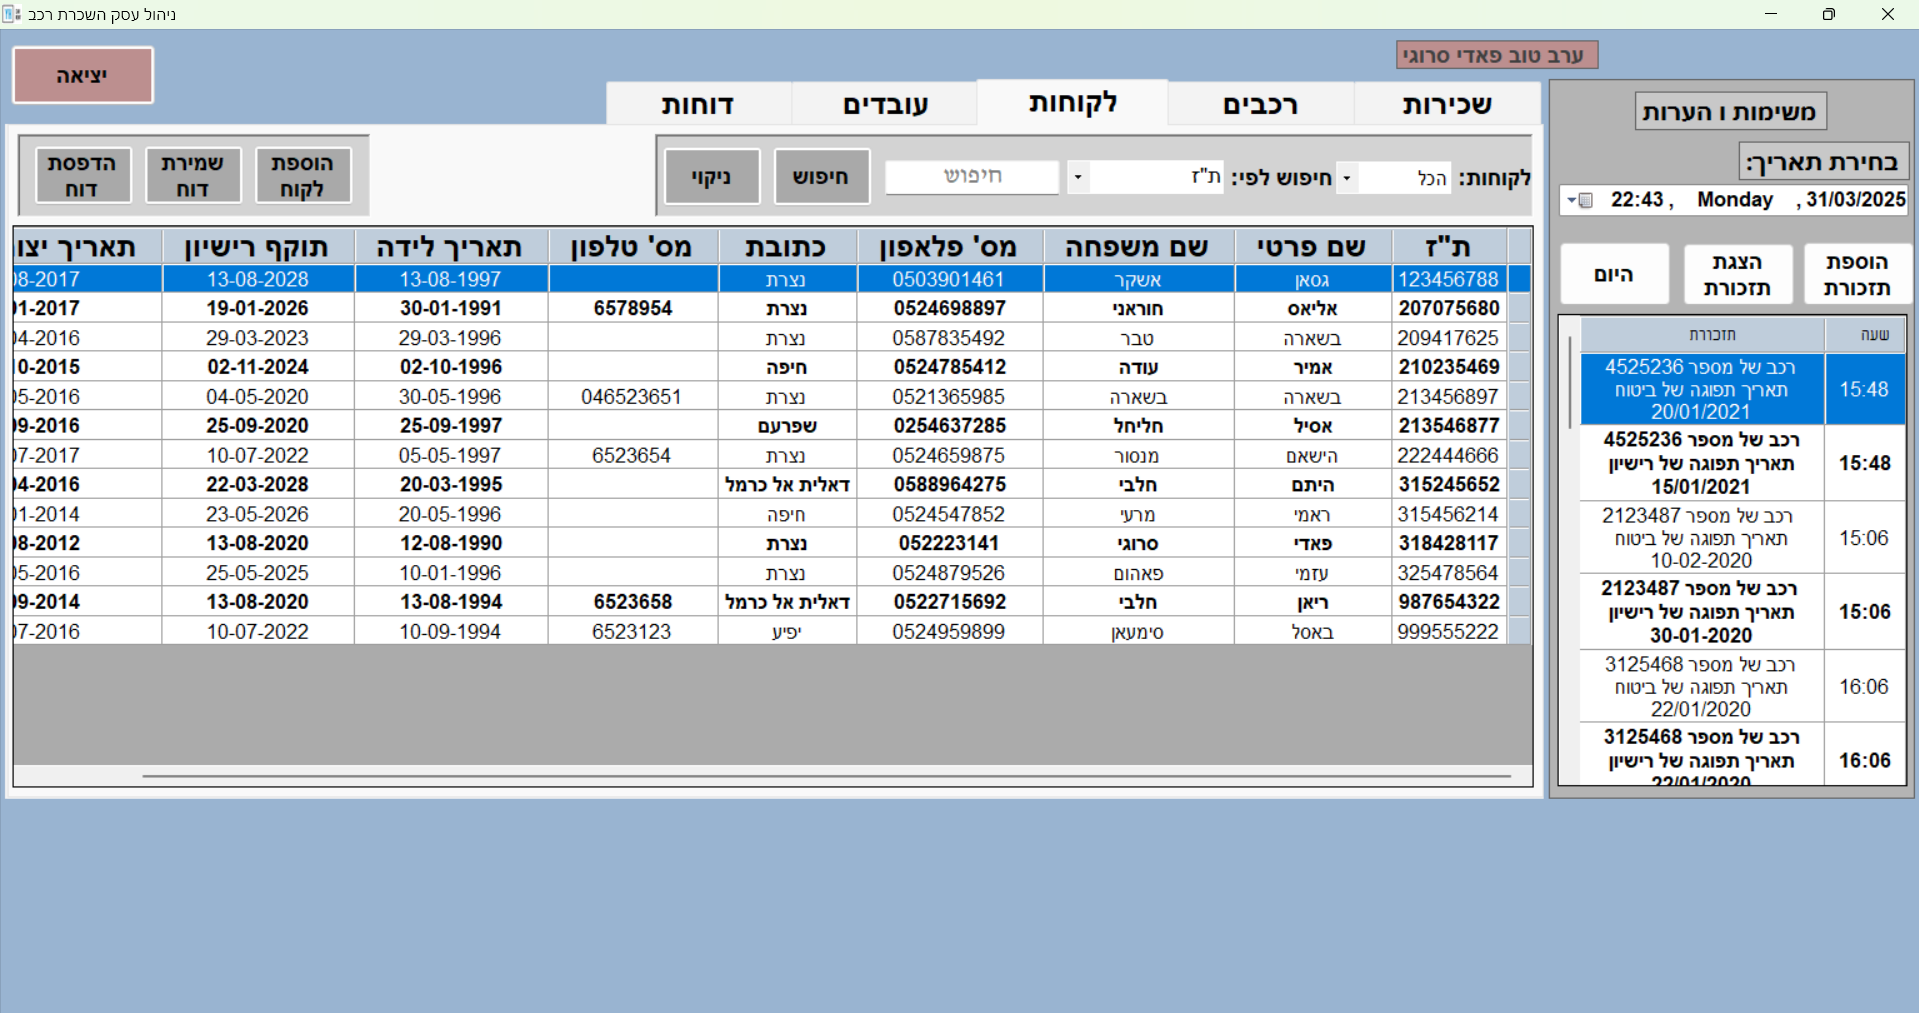 ניהול עסק השכרת רכב
ערב טוב פאדי סרוגי
יציאה
שכירות רכבים לקוחות עובדים דוחות
לקוחות: הכל חיפוש לפי: ת"ז חיפוש חיפוש ניקוי
הוספת לקוח
שמירת דוח
הדפסת דוח
ת"ז שם פרטי שם משפחה מס' פלאפון כתובת מס' טלפון תאריך לידה תוקף רישיון תאריך
123456788 גסאן אשקר 0503901461 נצרת 13-08-1997 13-08-2028 08-2017
207075680 אליאס חוראני 0524698897 נצרת 6578954 30-01-1991 19-01-2026 01-2017
209417625 בשארה טבר 0587835492 נצרת 29-03-1996 29-03-2023 04-2016
210235469 אמיר עודה 0524785412 חיפה 02-10-1996 02-11-2024 10-2015
213456897 בשארה בשארה 0521365985 נצרת 046523651 30-05-1996 04-05-2020 05-2016
213546877 אסיל חליחל 0254637285 שפרעם 25-09-1997 25-09-2020 09-2016
222444666 הישאם מנסור 0524659875 נצרת 6523654 05-05-1997 10-07-2022 07-2017
315245652 היתם חלבי 0588964275 דאלית אל כרמל 20-03-1995 22-03-2028 04-2016
315456214 ראמי מרעי 0524547852 חיפה 20-05-1996 23-05-2026 01-2014
318428117 פאדי סרוגי 052223141 נצרת 12-08-1990 13-08-2020 08-2012
325478564 עזמי פאהום 0524879526 נצרת 10-01-1996 25-05-2025 05-2016
987654322 ריאן חלבי 0522715692 דאלית אל כרמל 6523658 13-08-1994 13-08-2020 09-2014
999555222 באסל סימעאן 0524959899 יפיע 6523123 10-09-1994 10-07-2022 07-2016
משימות ו הערות
בחירת תאריך:
22:43 , Monday , 31/03/2025
הוספת תזכורת
הצגת תזכורת
היום
שעה תזכורת
15:48 רכב של מספר 4525236
תאריך תפוגה של ביטוח
20/01/2021
15:48 רכב של מספר 4525236
תאריך תפוגה של רישיון
15/01/2021
15:06 רכב של מספר 2123487
תאריך תפוגה של ביטוח
10-02-2020
15:06 רכב של מספר 2123487
תאריך תפוגה של רישיון
30-01-2020
16:06 רכב של מספר 3125468
תאריך תפוגה של ביטוח
22/01/2020
16:06 רכב של מספר 3125468
תאריך תפוגה של רישיון
22/01/2020